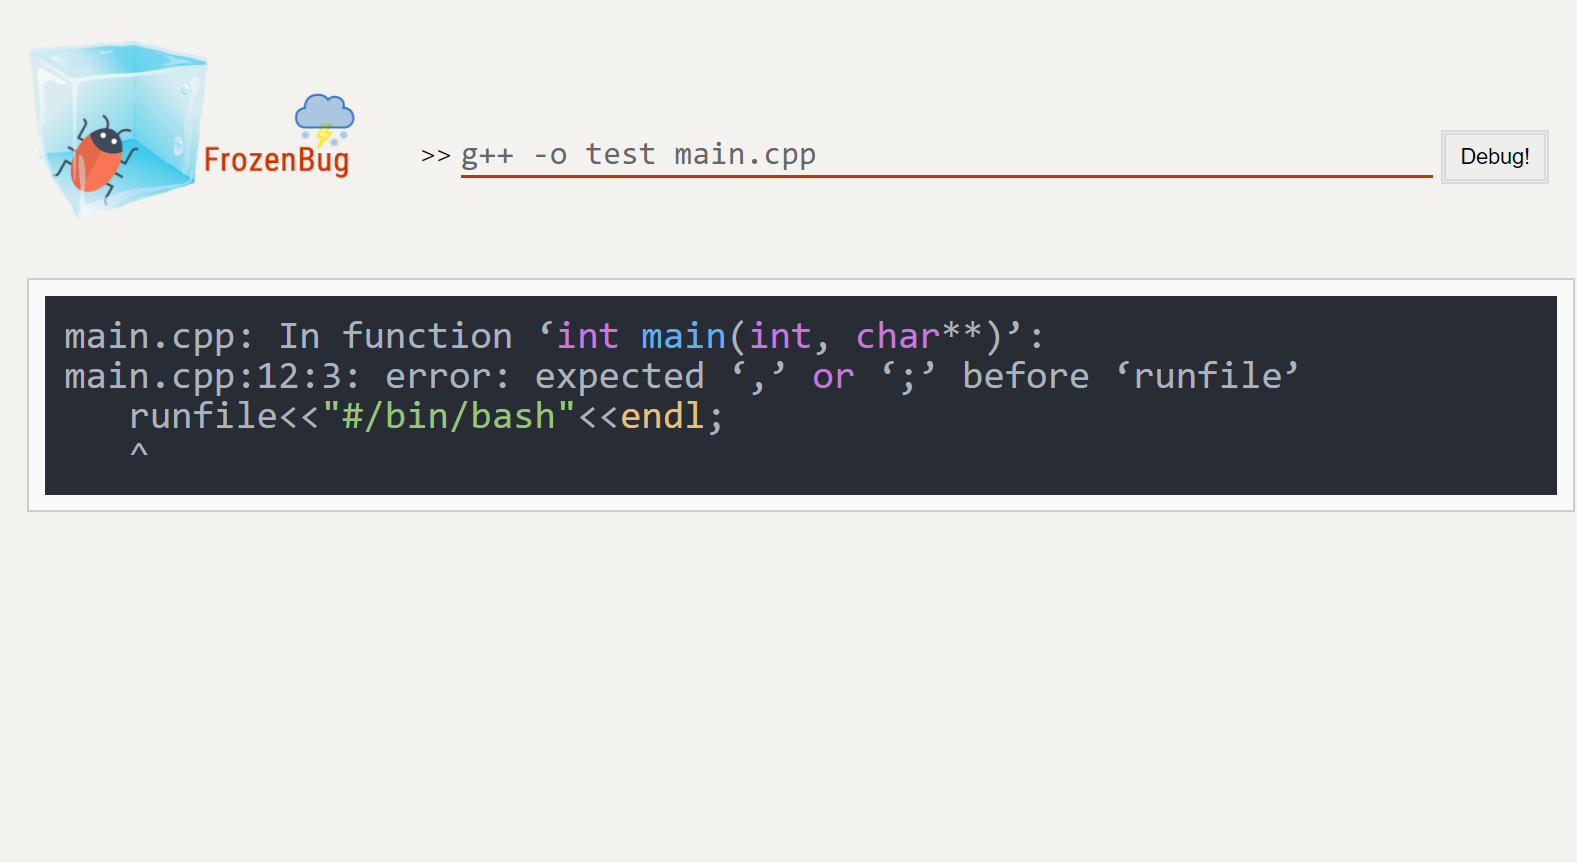 FrozenBug
>> g++ -o test main.cpp
Debug!
main.cpp: In function ‘int main(int, char**)’:
main.cpp:12:3: error: expected ‘,’ or ‘;’ before ‘runfile’
   runfile<<"#/bin/bash"<<endl;
   ^